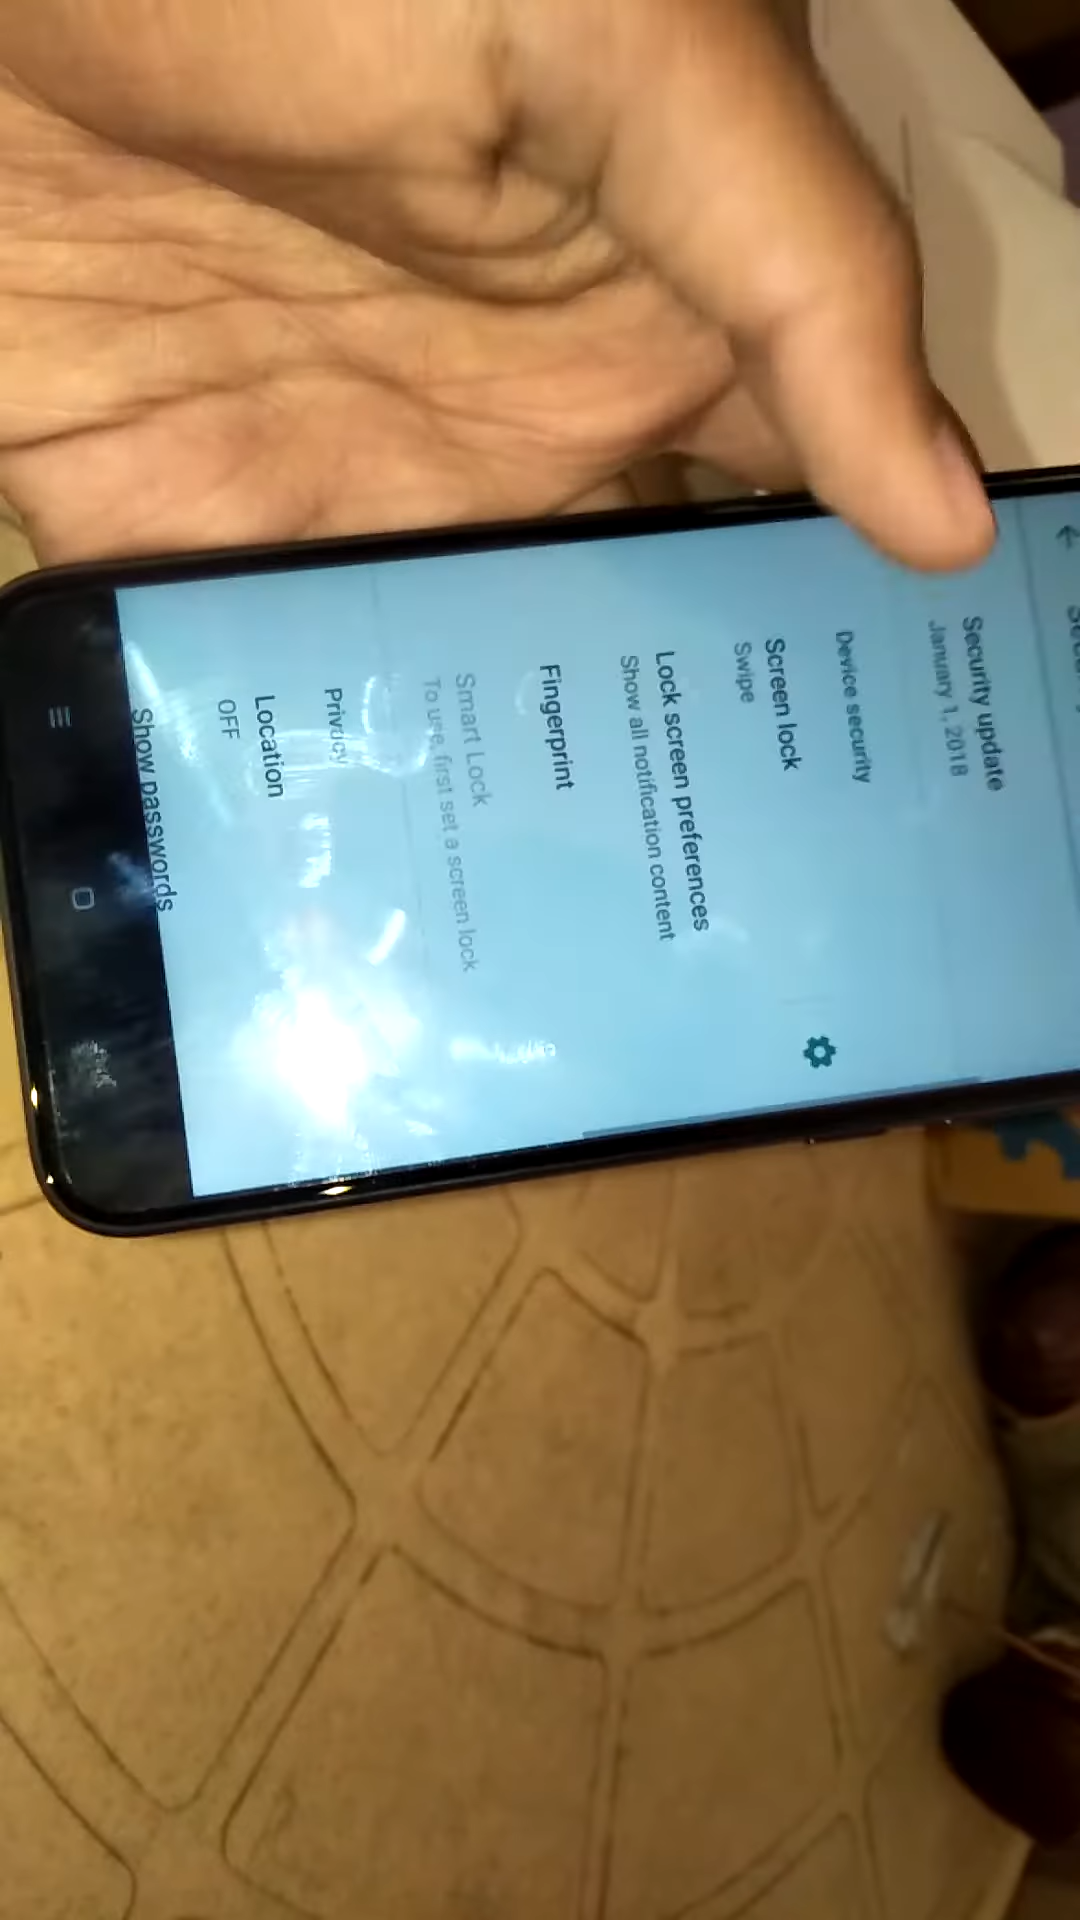 Security update
January 1, 2018
Device security
Screen lock
Swipe
Lock screen preferences
Show all notification content
Fingerprint
Smart Lock
To use, first set a screen lock
Privacy
Location
OFF
Show passwords